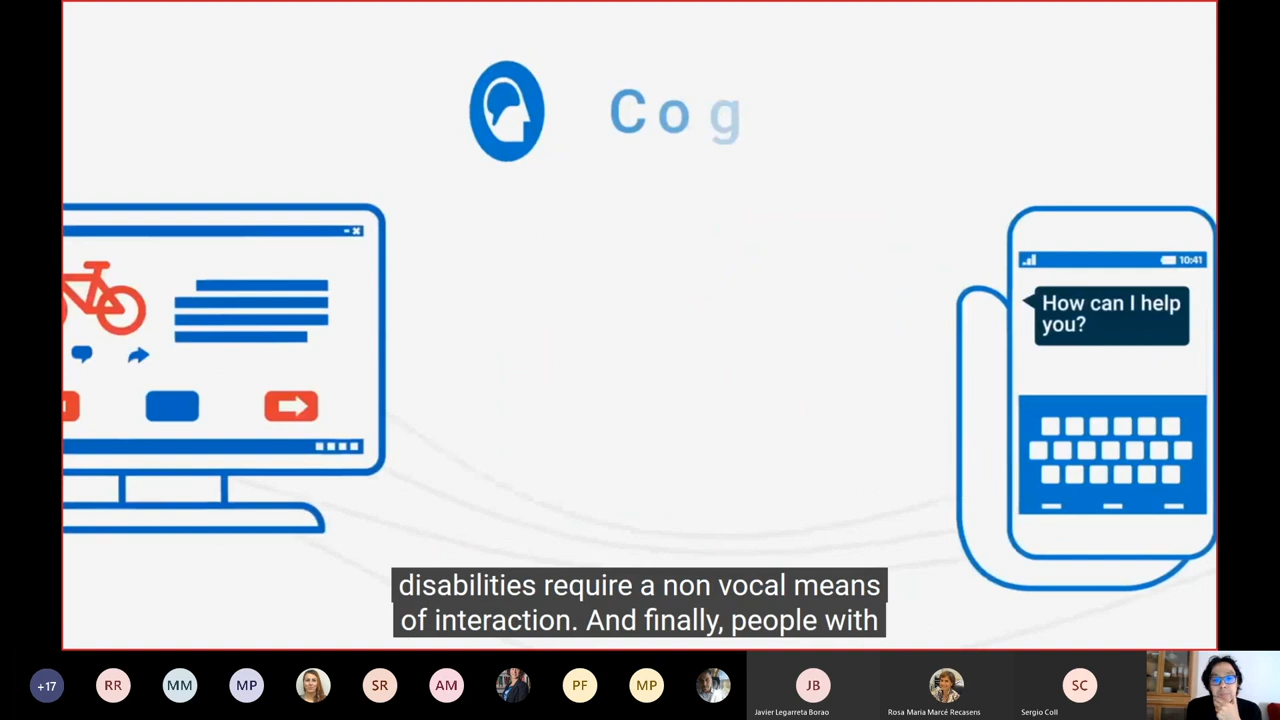 Cog
10:41
How can I help
you?
disabilities require a non vocal means
of interaction. And finally, people with
+17
RR
MM
MP
SR
AM
PF
MP
JB
SC
Javier Legarreta Borao
Rosa Maria Marcé Recasens
Sergio Coll